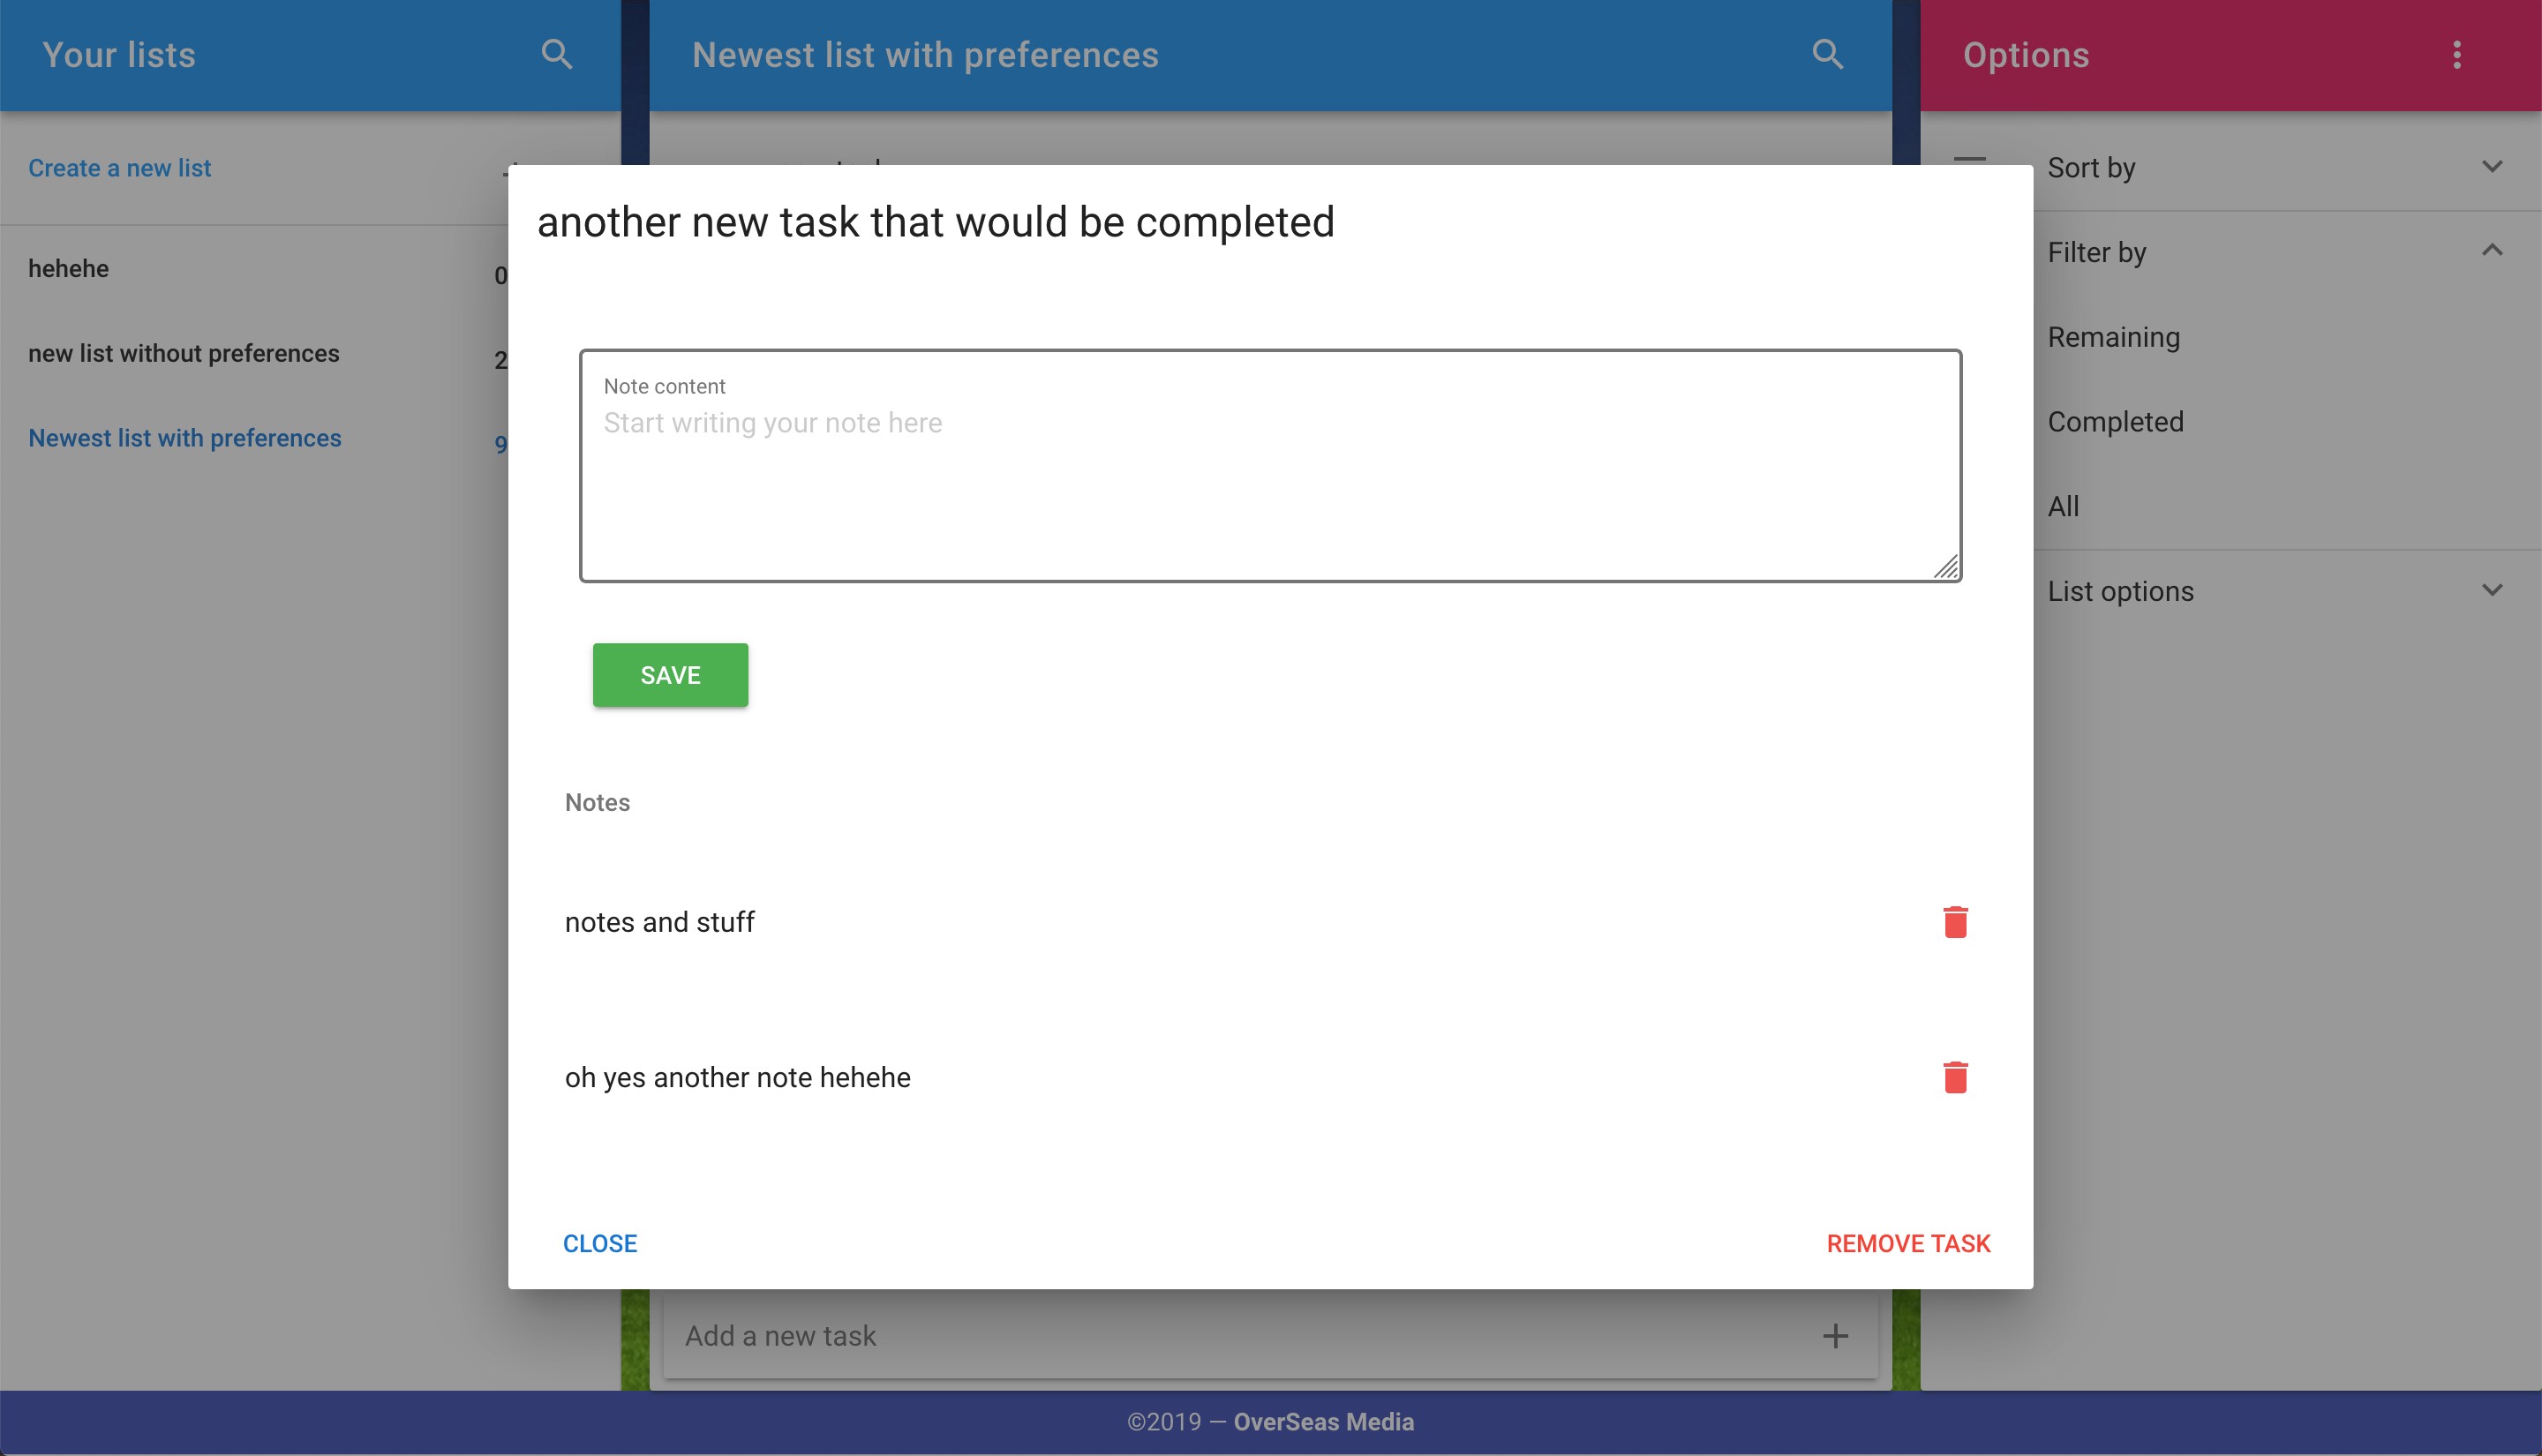 Your lists
Newest list with preferences
Options
Create a new list
Sort by
another new task that would be completed
hehehe
0
Filter by
new list without preferences
2
Remaining
Note content
Start writing your note here
Newest list with preferences
9
Completed
All
List options
SAVE
Notes
notes and stuff
oh yes another note hehehe
CLOSE
REMOVE TASK
Add a new task
©2019 — OverSeas Media